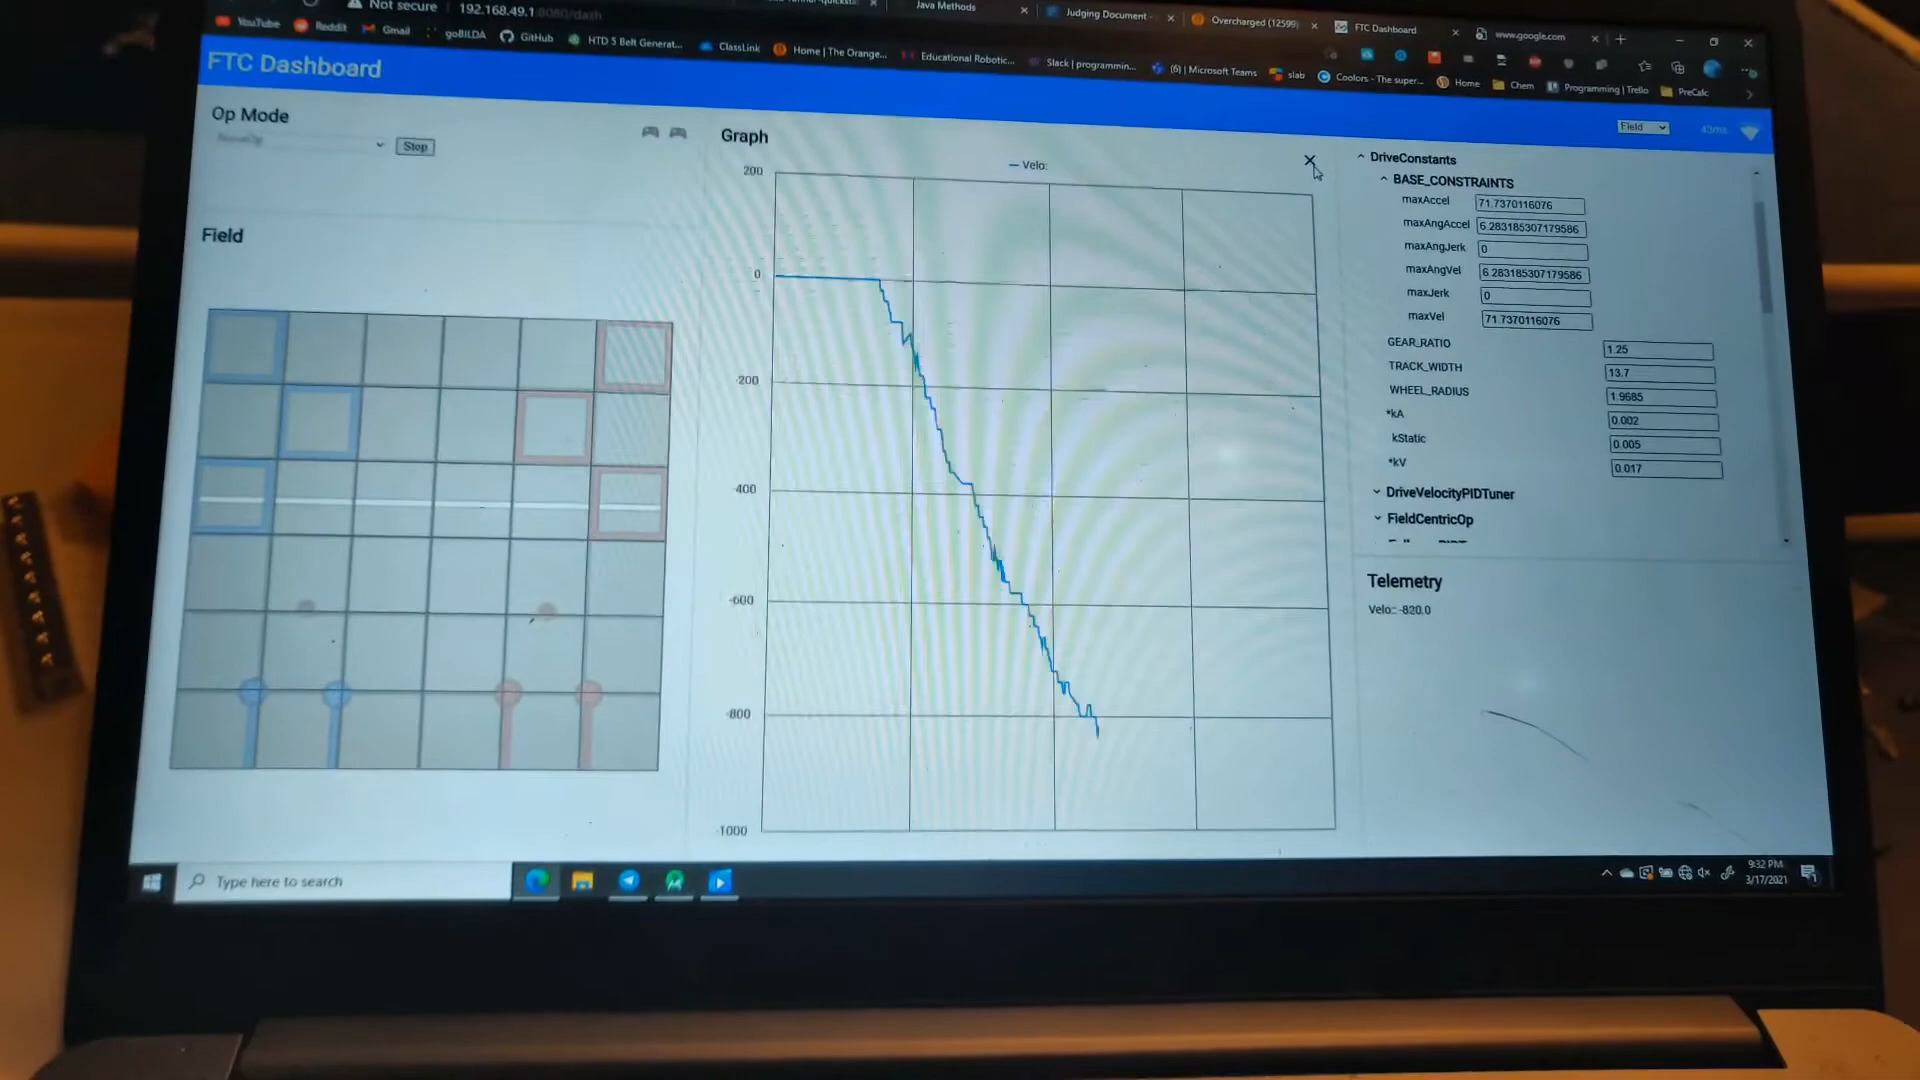 Java Methods
Judging Document -
Overcharged (12599)
FTC Dashboard
www.google.com
Not secure
192.168.49.1:8080/dash
YouTube
Reddit
Gmail
goBILDA
GitHub
HTD 5 Belt Generat...
ClassLink
Home | The Orange...
Educational Robotic...
Slack | programmin...
(6) | Microsoft Teams
slab
Coolors - The super...
Home
Chem
Programming | Trello
PreCalc
FTC Dashboard
Field
43ms
Op Mode
Stop
Field
Graph
Velo:
200
0
-200
-400
-600
-800
-1000
DriveConstants
BASE_CONSTRAINTS
maxAccel 71.7370116076
maxAngAccel 6.283185307179586
maxAngJerk 0
maxAngVel 6.283185307179586
maxJerk 0
maxVel 71.7370116076
GEAR_RATIO 1.25
TRACK_WIDTH 13.7
WHEEL_RADIUS 1.9685
*kA 0.002
kStatic 0.005
*kV 0.017
DriveVelocityPIDTuner
FieldCentricOp
Telemetry
Velo:: -820.0
Type here to search
9:32 PM
3/17/2021